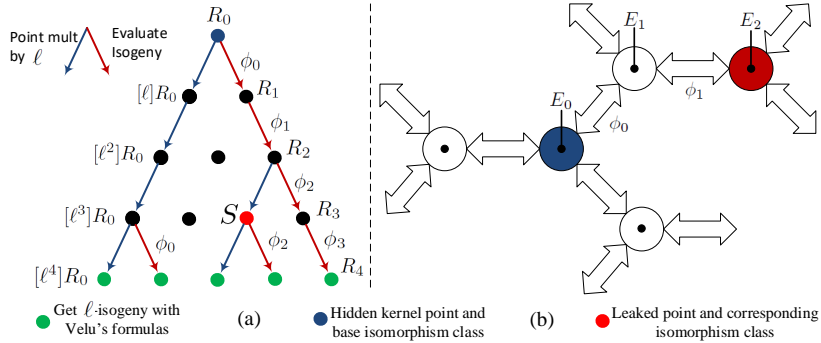 Point mult by ℓ
Evaluate Isogeny
R₀
ϕ₀
[ℓ]R₀
R₁
ϕ₁
[ℓ²]R₀
R₂
ϕ₂
[ℓ³]R₀
S
R₃
ϕ₀
ϕ₂
ϕ₃
[ℓ⁴]R₀
R₄
E₁
E₂
ϕ₁
E₀
ϕ₀
Get ℓ-isogeny with
Velu's formulas
(a)
Hidden kernel point and
base isomorphism class
(b)
Leaked point and corresponding
isomorphism class